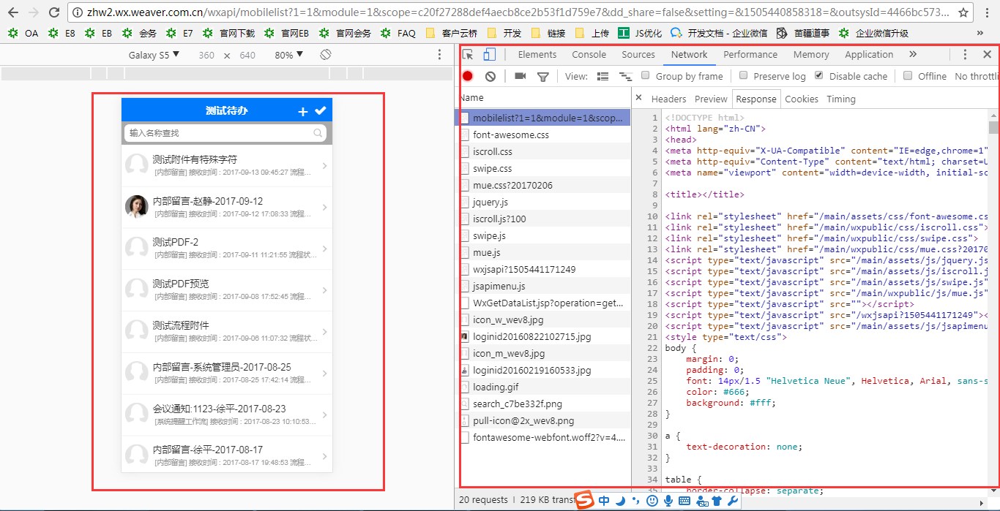 zhw2.wx.weaver.com.cn/wxapi/mobilelist?1=1&module=1&scope=c20f27288def4aecb8ce2b53f1d759e7&dd_share=false&setting=&1505440858318=&outsysId=4466bc573...
OA E8 EB 会务 E7 官网下载 官网EB 官网会务 FAQ 客户云桥 开发 链接 上传 JS优化 开发文档 - 企业微信 苗疆道事 企业微信升级 »
Galaxy S5 ▼ 360 × 640 80% ▼
测试待办
输入名称查找
测试附件有特殊字符
[内部留言] 接收时间 : 2017-09-13 09:45:27 流程...
内部留言-赵静-2017-09-12
[内部留言] 接收时间 : 2017-09-12 17:08:33 流程...
测试PDF-2
[内部留言] 接收时间 : 2017-09-11 11:21:55 流程状...
测试PDF预览
[内部留言] 接收时间 : 2017-09-08 17:52:45 流程...
测试流程附件
[内部留言] 接收时间 : 2017-09-06 11:07:32 流程状...
内部留言-系统管理员-2017-08-25
[内部留言] 接收时间 : 2017-08-25 17:42:14 流程...
会议通知:1123-徐平-2017-08-23
[系统提醒工作流] 接收时间 : 2017-08-23 10:10:53...
内部留言-徐平-2017-08-17
[内部留言] 接收时间 : 2017-08-17 19:48:53 流程...
Elements Console Sources Network Performance Memory Application »
View: Group by frame Preserve log Disable cache Offline No throttli
Name
mobilelist?1=1&module=1&scop...
font-awesome.css
iscroll.css
swipe.css
mue.css?20170206
jquery.js
iscroll.js?100
swipe.js
mue.js
wxjsapi?1505441171249
jsapimenu.js
WxGetDataList.jsp?operation=get...
icon_w_wev8.jpg
loginid20160822102715.jpg
icon_m_wev8.jpg
loginid20160219160533.jpg
loading.gif
search_c7be332f.png
pull-icon@2x_wev8.png
fontawesome-webfont.woff2?v=4....
20 requests | 219 KB transf
Headers Preview Response Cookies Timing
1 <!DOCTYPE html>
2 <html lang="zh-CN">
3 <head>
4 <meta http-equiv="X-UA-Compatible" content="IE=edge,chrome=1"
5 <meta http-equiv="Content-Type" content="text/html; charset=U
6 <meta name="viewport" content="width=device-width, initial-sc
7
8 <title></title>
9
10 <link rel="stylesheet" href="/main/assets/css/font-awesome.cs
11 <link rel="stylesheet" href="/main/wxpublic/css/iscroll.css">
12 <link rel="stylesheet" href="/main/wxpublic/css/swipe.css">
13 <link rel="stylesheet" href="/main/wxpublic/css/mue.css?20170
14 <script type="text/javascript" src="/main/assets/js/jquery.js
15 <script type="text/javascript" src="/main/assets/js/iscroll.j
16 <script type="text/javascript" src="/main/assets/js/swipe.js"
17 <script type="text/javascript" src="/main/wxpublic/js/mue.js"
18 <script type="text/javascript" src=""></script>
19 <script type="text/javascript" src="/wxjsapi?1505441171249"><
20 <script type="text/javascript" src="/main/assets/js/jsapimenu
21 <style type="text/css">
22 body {
23 margin: 0;
24 padding: 0;
25 font: 14px/1.5 "Helvetica Neue", Helvetica, Arial, sans-s
26 color: #666;
27 background: #fff;
28 }
29
30 a {
31 text-decoration: none;
32 }
33
34 table {
35 border-collapse: separate;
S 中